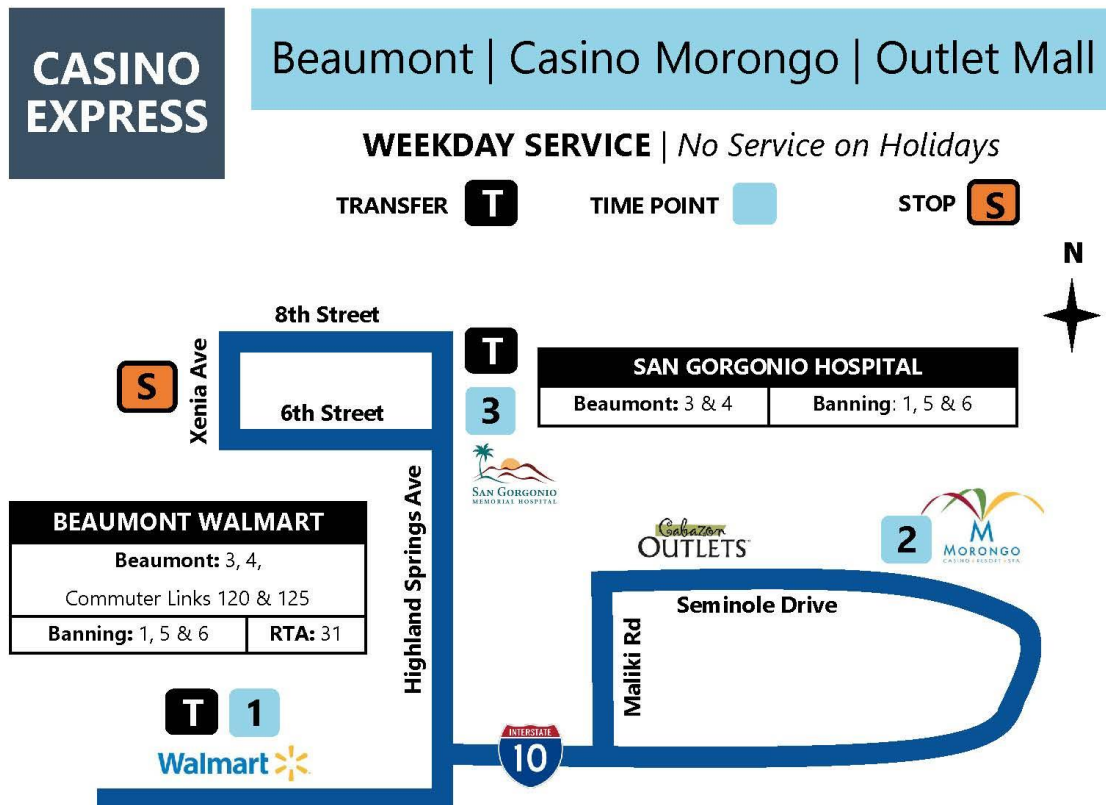 CASINO
EXPRESS
Beaumont | Casino Morongo | Outlet Mall
WEEKDAY SERVICE | No Service on Holidays
TRANSFER T
TIME POINT
STOP S
N
8th Street
Xenia Ave
S
6th Street
T
3
SAN GORGONIO
MEMORIAL HOSPITAL
SAN GORGONIO HOSPITAL
Beaumont: 3 & 4
Banning: 1, 5 & 6
BEAUMONT WALMART
Beaumont: 3, 4,
Commuter Links 120 & 125
Banning: 1, 5 & 6
RTA: 31
Highland Springs Ave
Cabazon
OUTLETS
2
M
MORONGO
CASINO • RESORT • SPA
Seminole Drive
Maliki Rd
T 1
Walmart
INTERSTATE
10